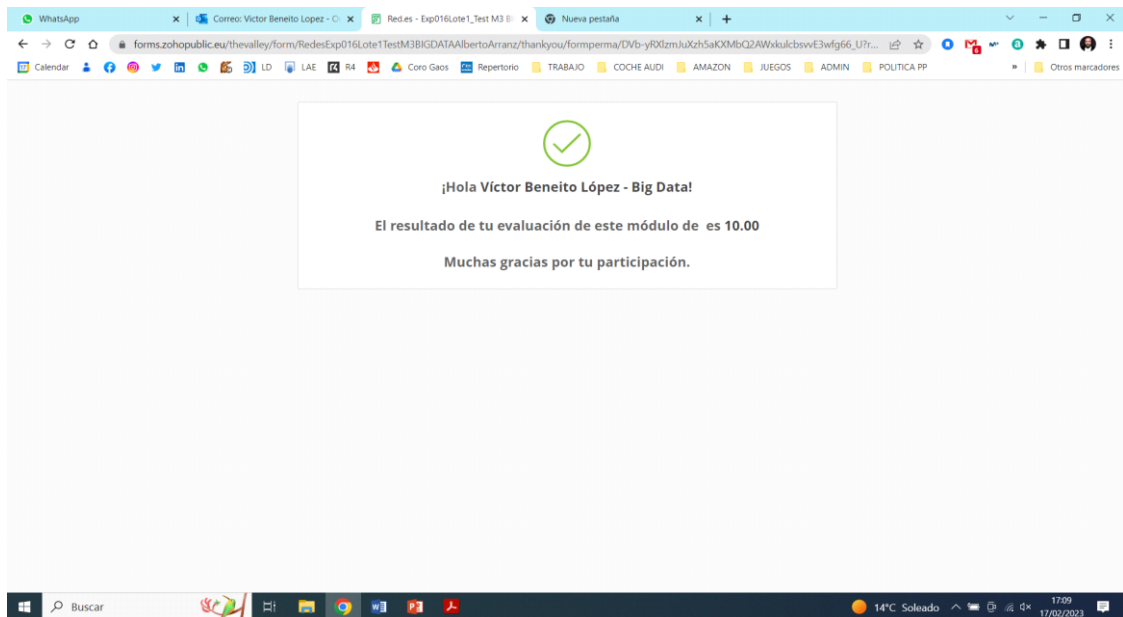 WhatsApp
Correo: Victor Beneito Lopez - O
Red.es - Exp016Lote1_Test M3 BI
Nueva pestaña
forms.zohopublic.eu/thevalley/form/RedesExp016Lote1TestM3BIGDATAAlbertoArranz/thankyou/formperma/DVb-yRXlzmJuXzh5aKXMbQ2AWxkulcbsvvE3wfg66_U?r...
Calendar LD LAE R4 Coro Gaos Repertorio TRABAJO COCHE AUDI AMAZON JUEGOS ADMIN POLITICA PP » Otros marcadores
¡Hola Víctor Beneito López - Big Data!
El resultado de tu evaluación de este módulo de es 10.00
Muchas gracias por tu participación.
Buscar
14°C Soleado
17:09
17/02/2023